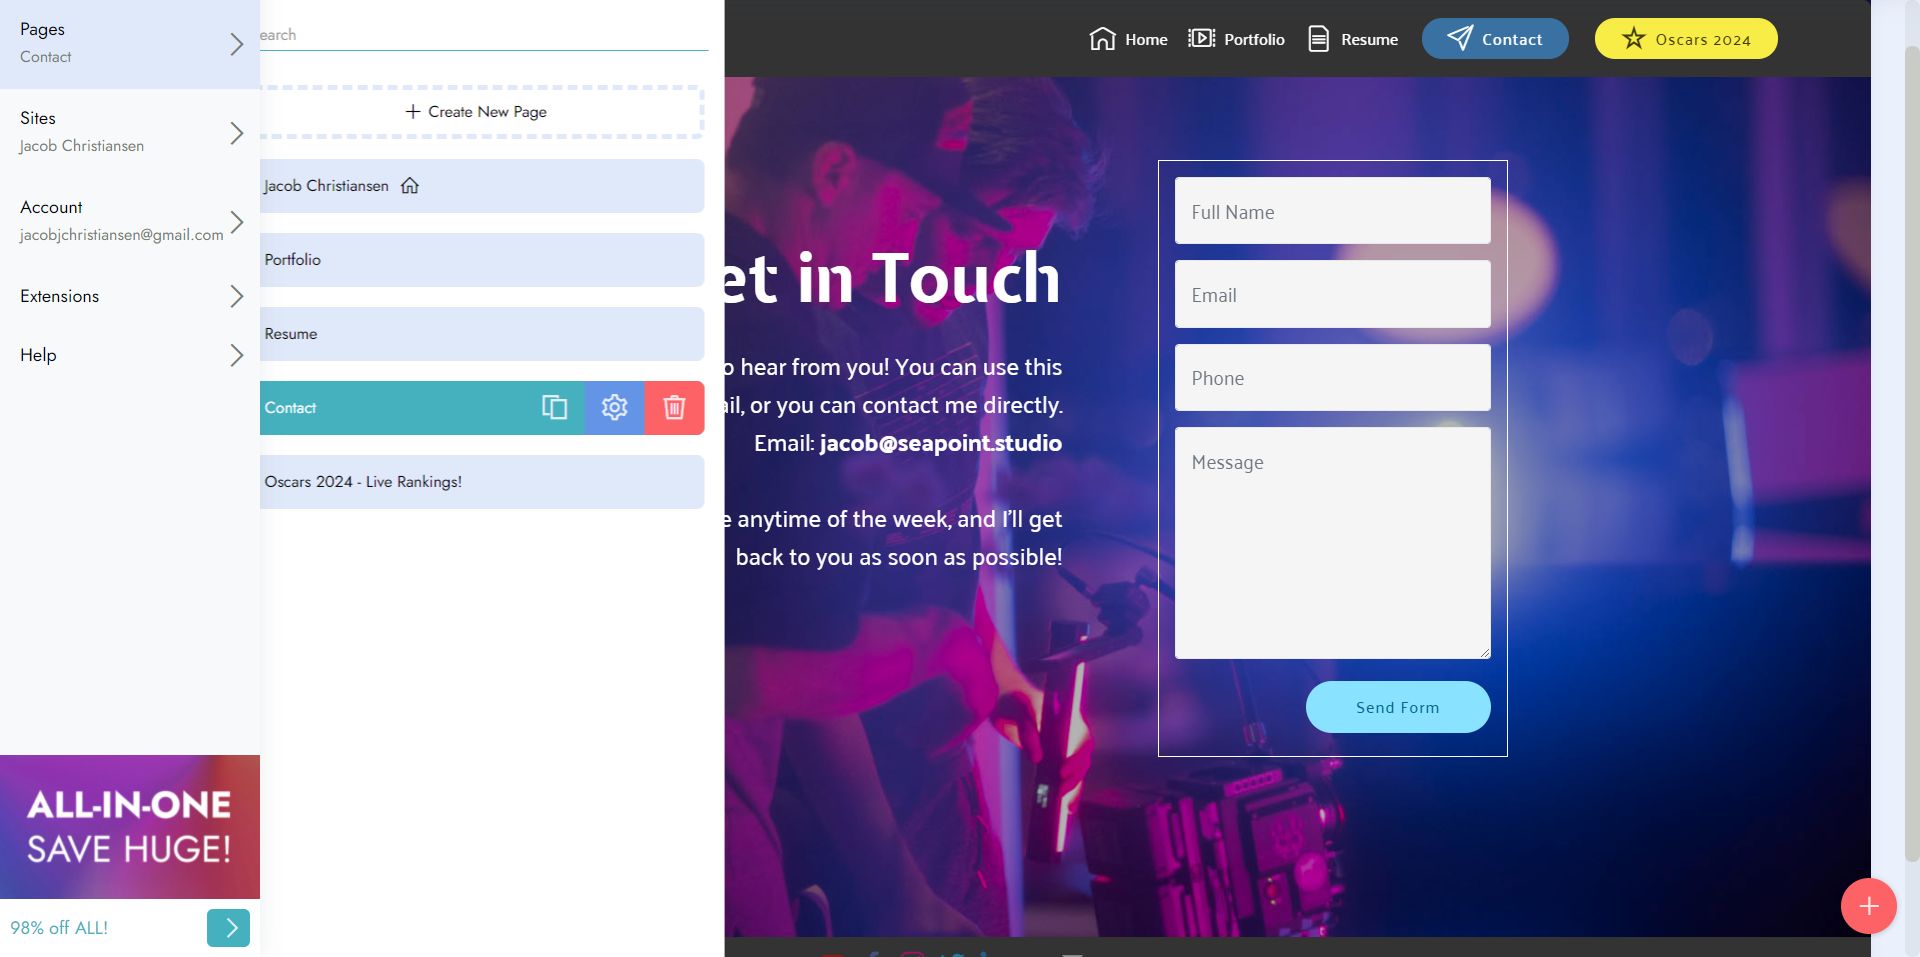 Pages
Contact
Sites
Jacob Christiansen
Account
jacobjchristiansen@gmail.com
Extensions
Help
ALL-IN-ONE
SAVE HUGE!
98% off ALL!
earch
Create New Page
Jacob Christiansen
Portfolio
Resume
Contact
Oscars 2024 - Live Rankings!
Home
Portfolio
Resume
Contact
Oscars 2024
et in Touch
o hear from you! You can use this
ail, or you can contact me directly.
Email: jacob@seapoint.studio
e anytime of the week, and I'll get
back to you as soon as possible!
Full Name
Email
Phone
Message
Send Form